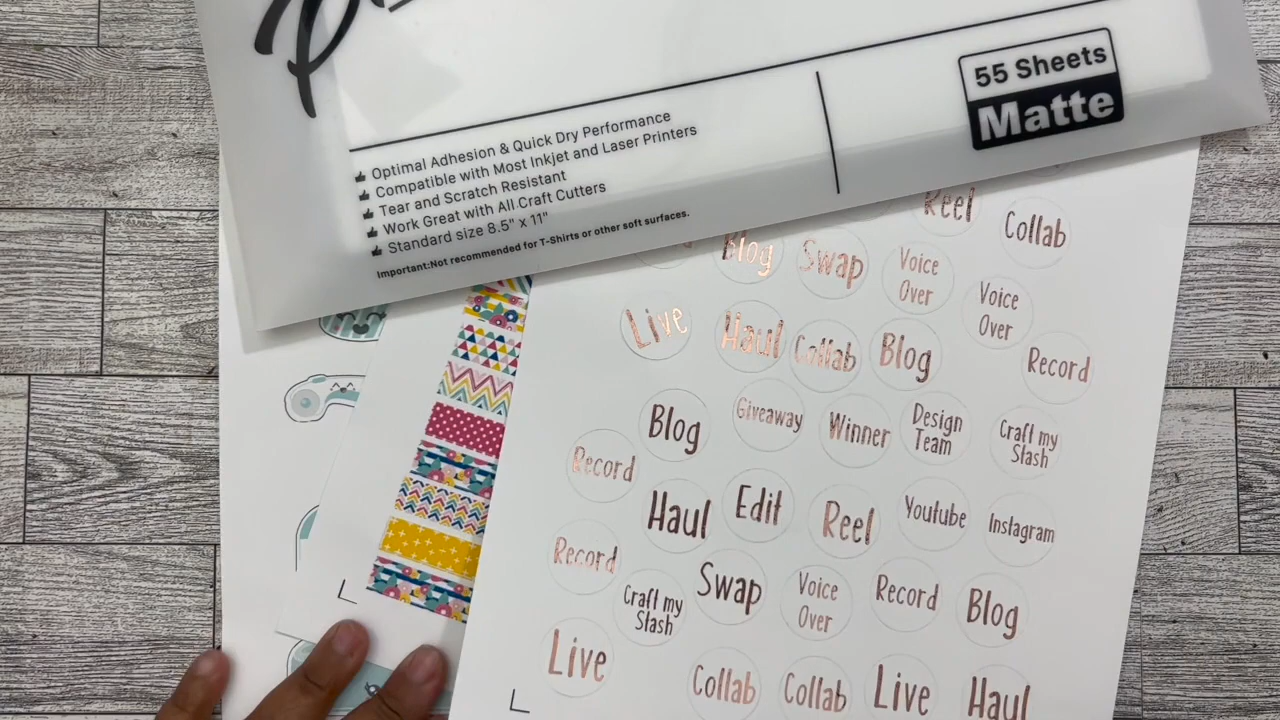 55 Sheets
Matte
Optimal Adhesion & Quick Dry Performance
Compatible with Most Inkjet and Laser Printers
Tear and Scratch Resistant
Work Great with All Craft Cutters
Standard size 8.5" x 11"
Important:Not recommended for T-Shirts or other soft surfaces.
Reel
Collab
Blog
Swap
Voice
Over
Voice
Over
Live
Haul
Collab
Blog
Record
Blog
Giveaway
Winner
Design
Team
Craft my
Stash
Record
Haul
Edit
Reel
Youtube
Instagram
Record
Craft my
Stash
Swap
Voice
Over
Record
Blog
Live
Collab
Collab
Live
Haul